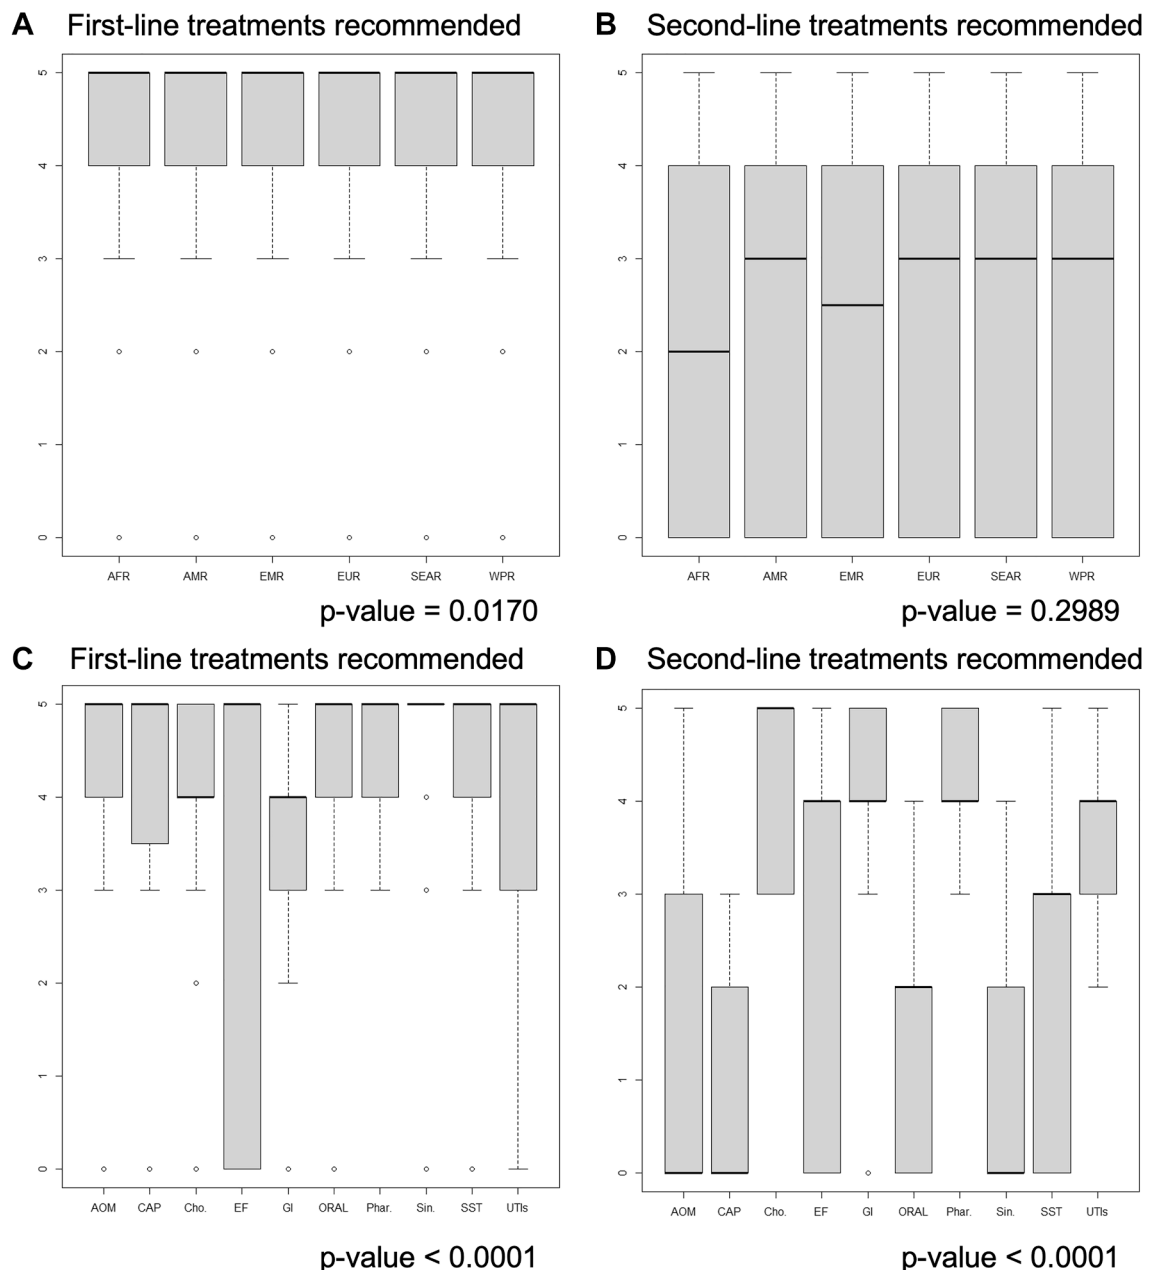 A First-line treatments recommended
5
4
3
2
1
0
AFR AMR EMR EUR SEAR WPR
p-value = 0.0170
B Second-line treatments recommended
5
4
3
2
1
0
AFR AMR EMR EUR SEAR WPR
p-value = 0.2989
C First-line treatments recommended
5
4
3
2
1
0
AOM CAP Cho. EF GI ORAL Phar. Sin. SST UTIs
p-value < 0.0001
D Second-line treatments recommended
5
4
3
2
1
0
AOM CAP Cho. EF GI ORAL Phar. Sin. SST UTIs
p-value < 0.0001